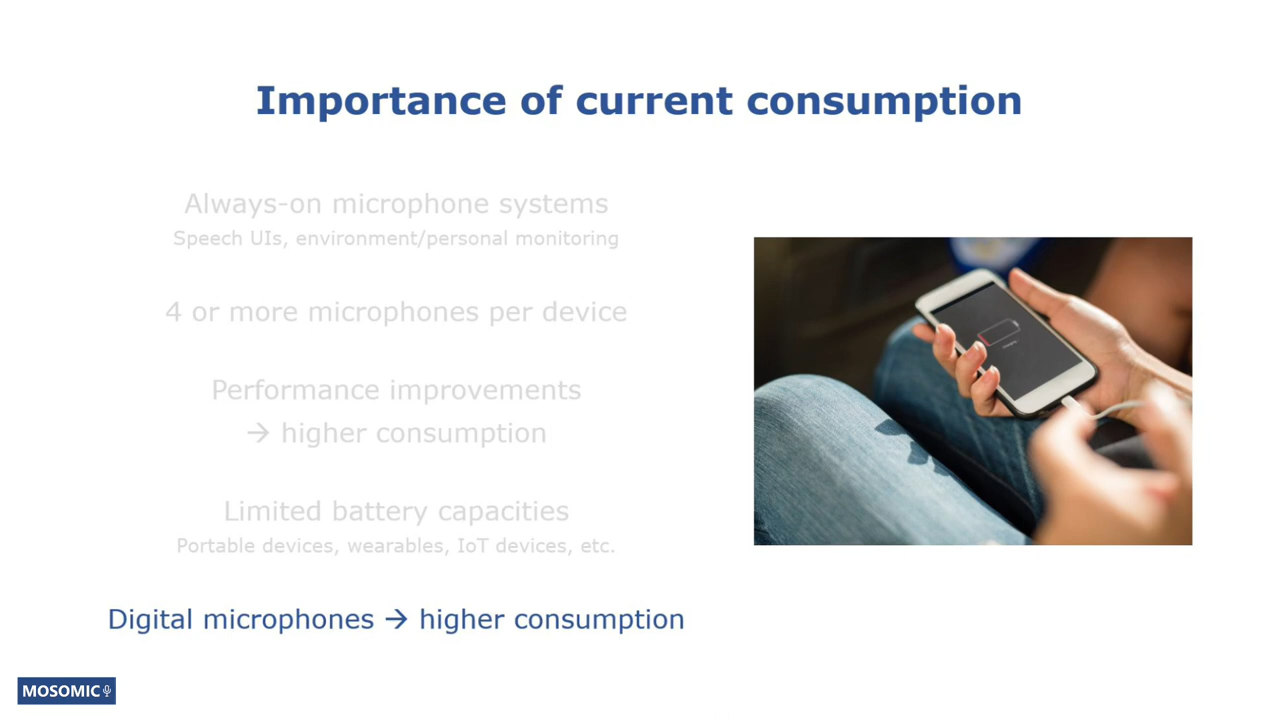 Importance of current consumption
Always-on microphone systems
Speech UIs, environment/personal monitoring
4 or more microphones per device
Performance improvements
→ higher consumption
Limited battery capacities
Portable devices, wearables, IoT devices, etc.
Digital microphones → higher consumption
MOSOMIC